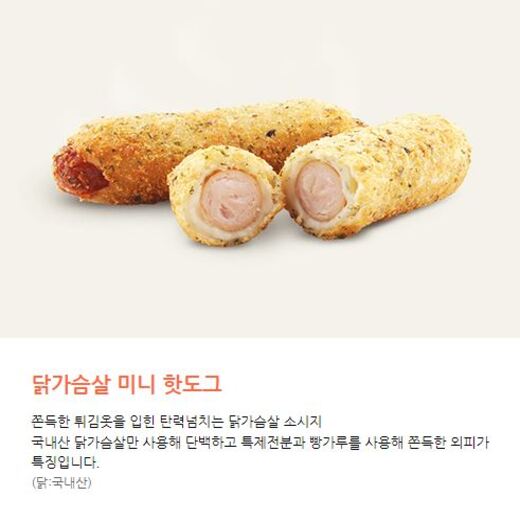 닭가슴살 미니 핫도그
쫀득한 튀김옷을 입힌 탄력넘치는 닭가슴살 소시지
국내산 닭가슴살만 사용해 담백하고 특제전분과 빵가루를 사용해 쫀득한 외피가
특징입니다.
(닭:국내산)